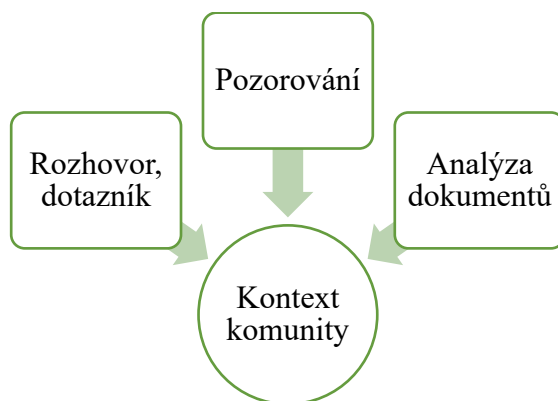 Pozorování
Rozhovor,
dotazník
Analýza
dokumentů
Kontext
komunity